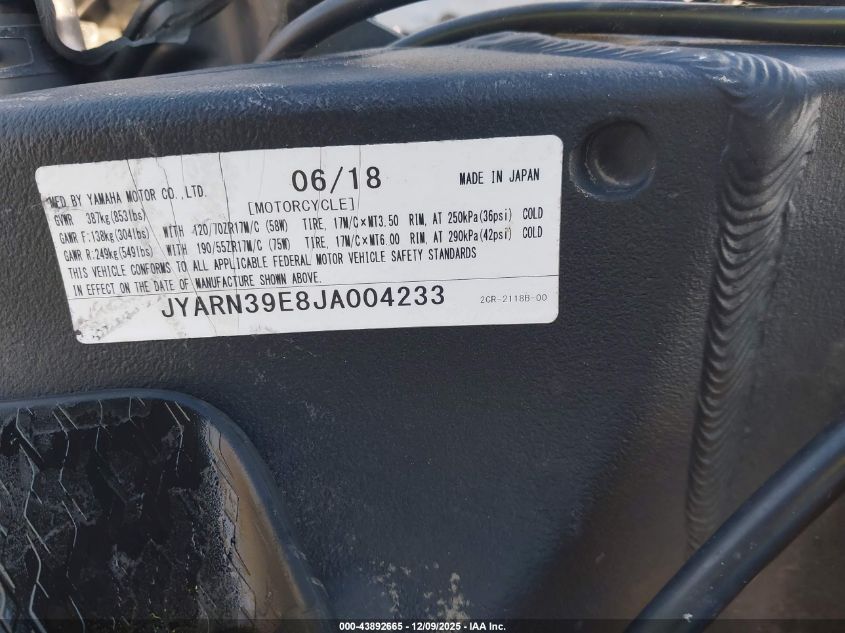 MFD BY YAMAHA MOTOR CO.,LTD. 06/18 MADE IN JAPAN
[MOTORCYCLE]
GVWR 387kg(853lbs)
GAWR F:138kg(304lbs) WITH 120/70ZR17M/C (58W) TIRE, 17M/C×MT3.50 RIM, AT 250kPa(36psi) COLD
GAWR R:249kg(549lbs) WITH 190/55ZR17M/C (75W) TIRE, 17M/C×MT6.00 RIM, AT 290kPa(42psi) COLD
THIS VEHICLE CONFORMS TO ALL APPLICABLE FEDERAL MOTOR VEHICLE SAFETY STANDARDS
IN EFFECT ON THE DATE OF MANUFACTURE SHOWN ABOVE.
JYARN39E8JA004233 2CR-2118B-00
000-43892665 - 12/09/2025 - IAA Inc.